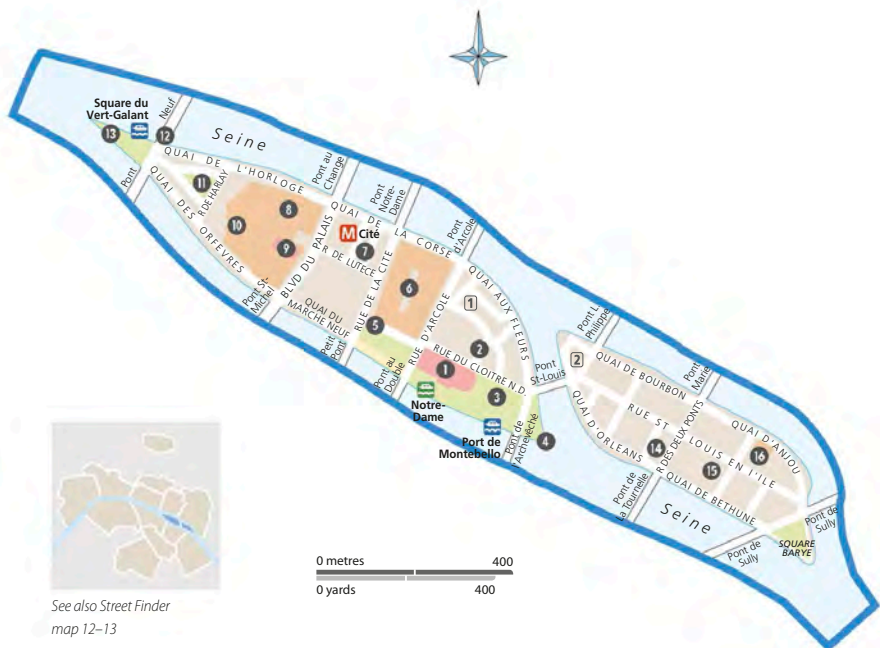 Square du
Vert-Galant
Neuf
13
12
Seine
Pont
QUAI DE L'HORLOGE
Pont au
Change
11
R DE HARLAY
QUAI DES ORFEVRES
10
8
9
Pont
Notre-
Dame
QUAI DE LA CORSE
M Cité
7
R DE LUTECE
BLVD DU PALAIS
Pont St-
Michel
Pont
d'Arcole
RUE DE LA CITE
6
QUAI DU
MARCHE NEUF
5
Petit
Pont
RUE D'ARCOLE
QUAI AUX FLEURS
1
2
RUE DU CLOITRE N.D.
1
3
Pont au
Double
Notre-
Dame
Port de
Montebello
Pont de
l'Archevêché
4
Pont
St-Louis
Pont L.
Philippe
2
QUAI DE BOURBON
Pont
Marie
QUAI D'ORLEANS
RUE ST LOUIS EN L'ILE
R DES DEUX PONTS
QUAI D'ANJOU
14
15
16
QUAI DE BETHUNE
Pont de
La Tournelle
Seine
Pont de
Sully
Pont de
Sully
SQUARE
BARYE
0 metres 400
0 yards 400
See also Street Finder
map 12–13